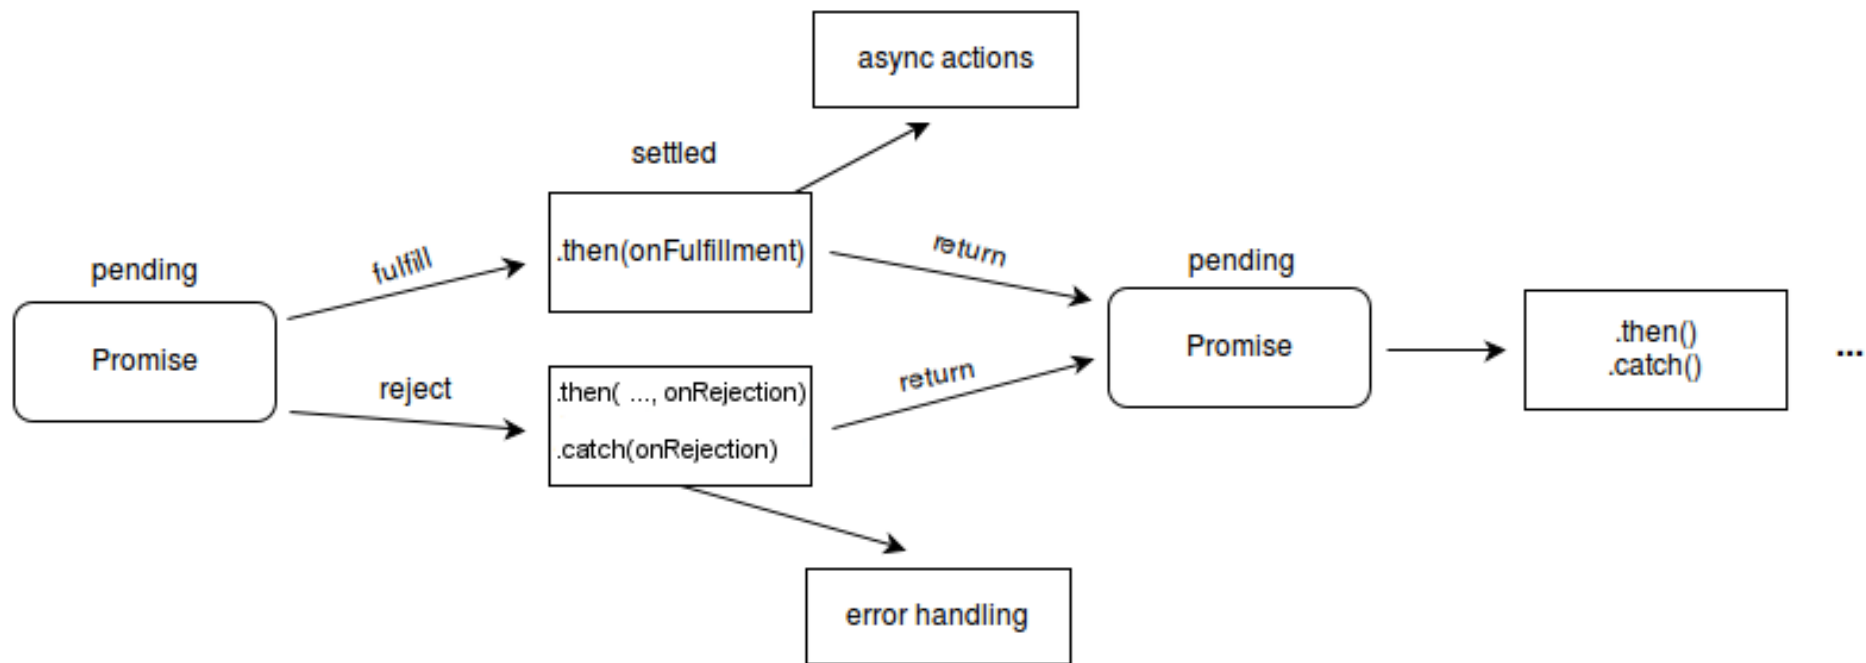 async actions
settled
.then(onFulfillment)
return
pending
fulfill
pending
Promise
Promise
reject
.then( ..., onRejection)
.catch(onRejection)
return
.then()
.catch()
...
error handling